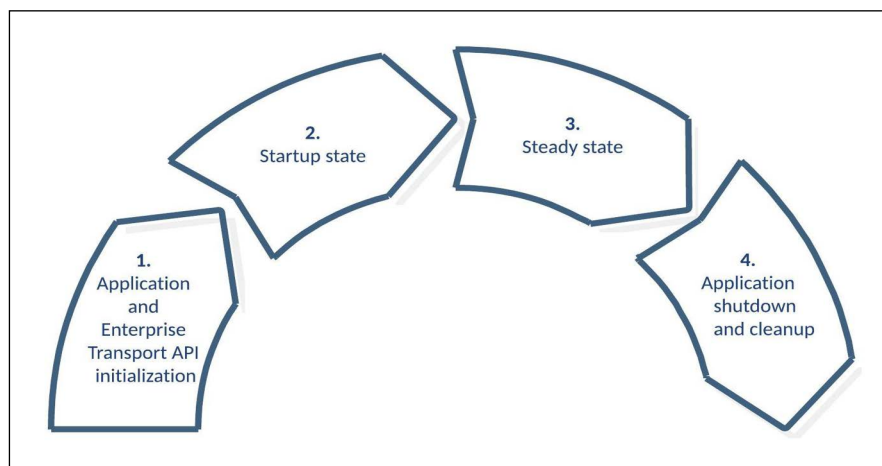 1.
Application
and
Enterprise
Transport API
initialization
2.
Startup state
3.
Steady state
4.
Application
shutdown
and cleanup